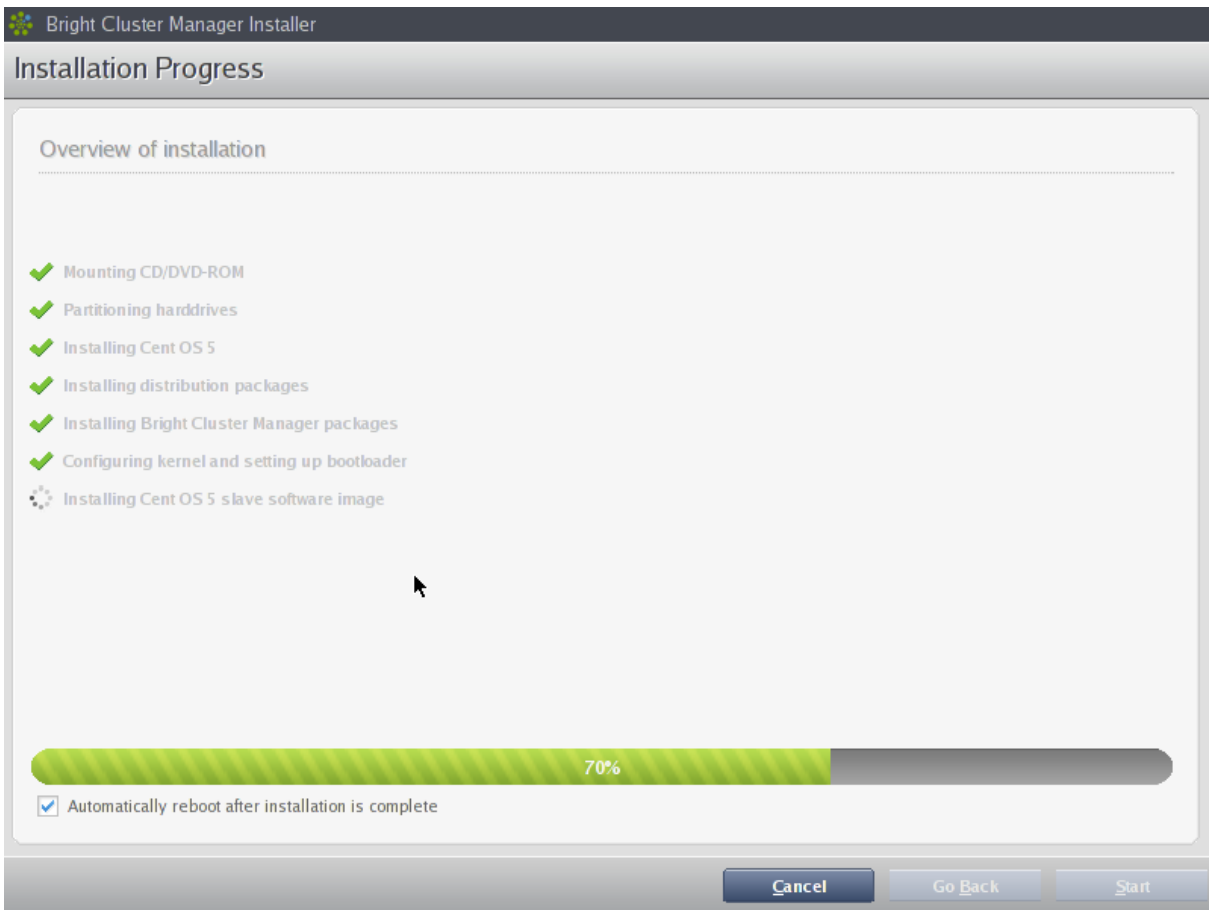 Bright Cluster Manager Installer
Installation Progress
Overview of installation
Mounting CD/DVD-ROM
Partitioning harddrives
Installing Cent OS 5
Installing distribution packages
Installing Bright Cluster Manager packages
Configuring kernel and setting up bootloader
Installing Cent OS 5 slave software image
70%
Automatically reboot after installation is complete
Cancel Go Back Start